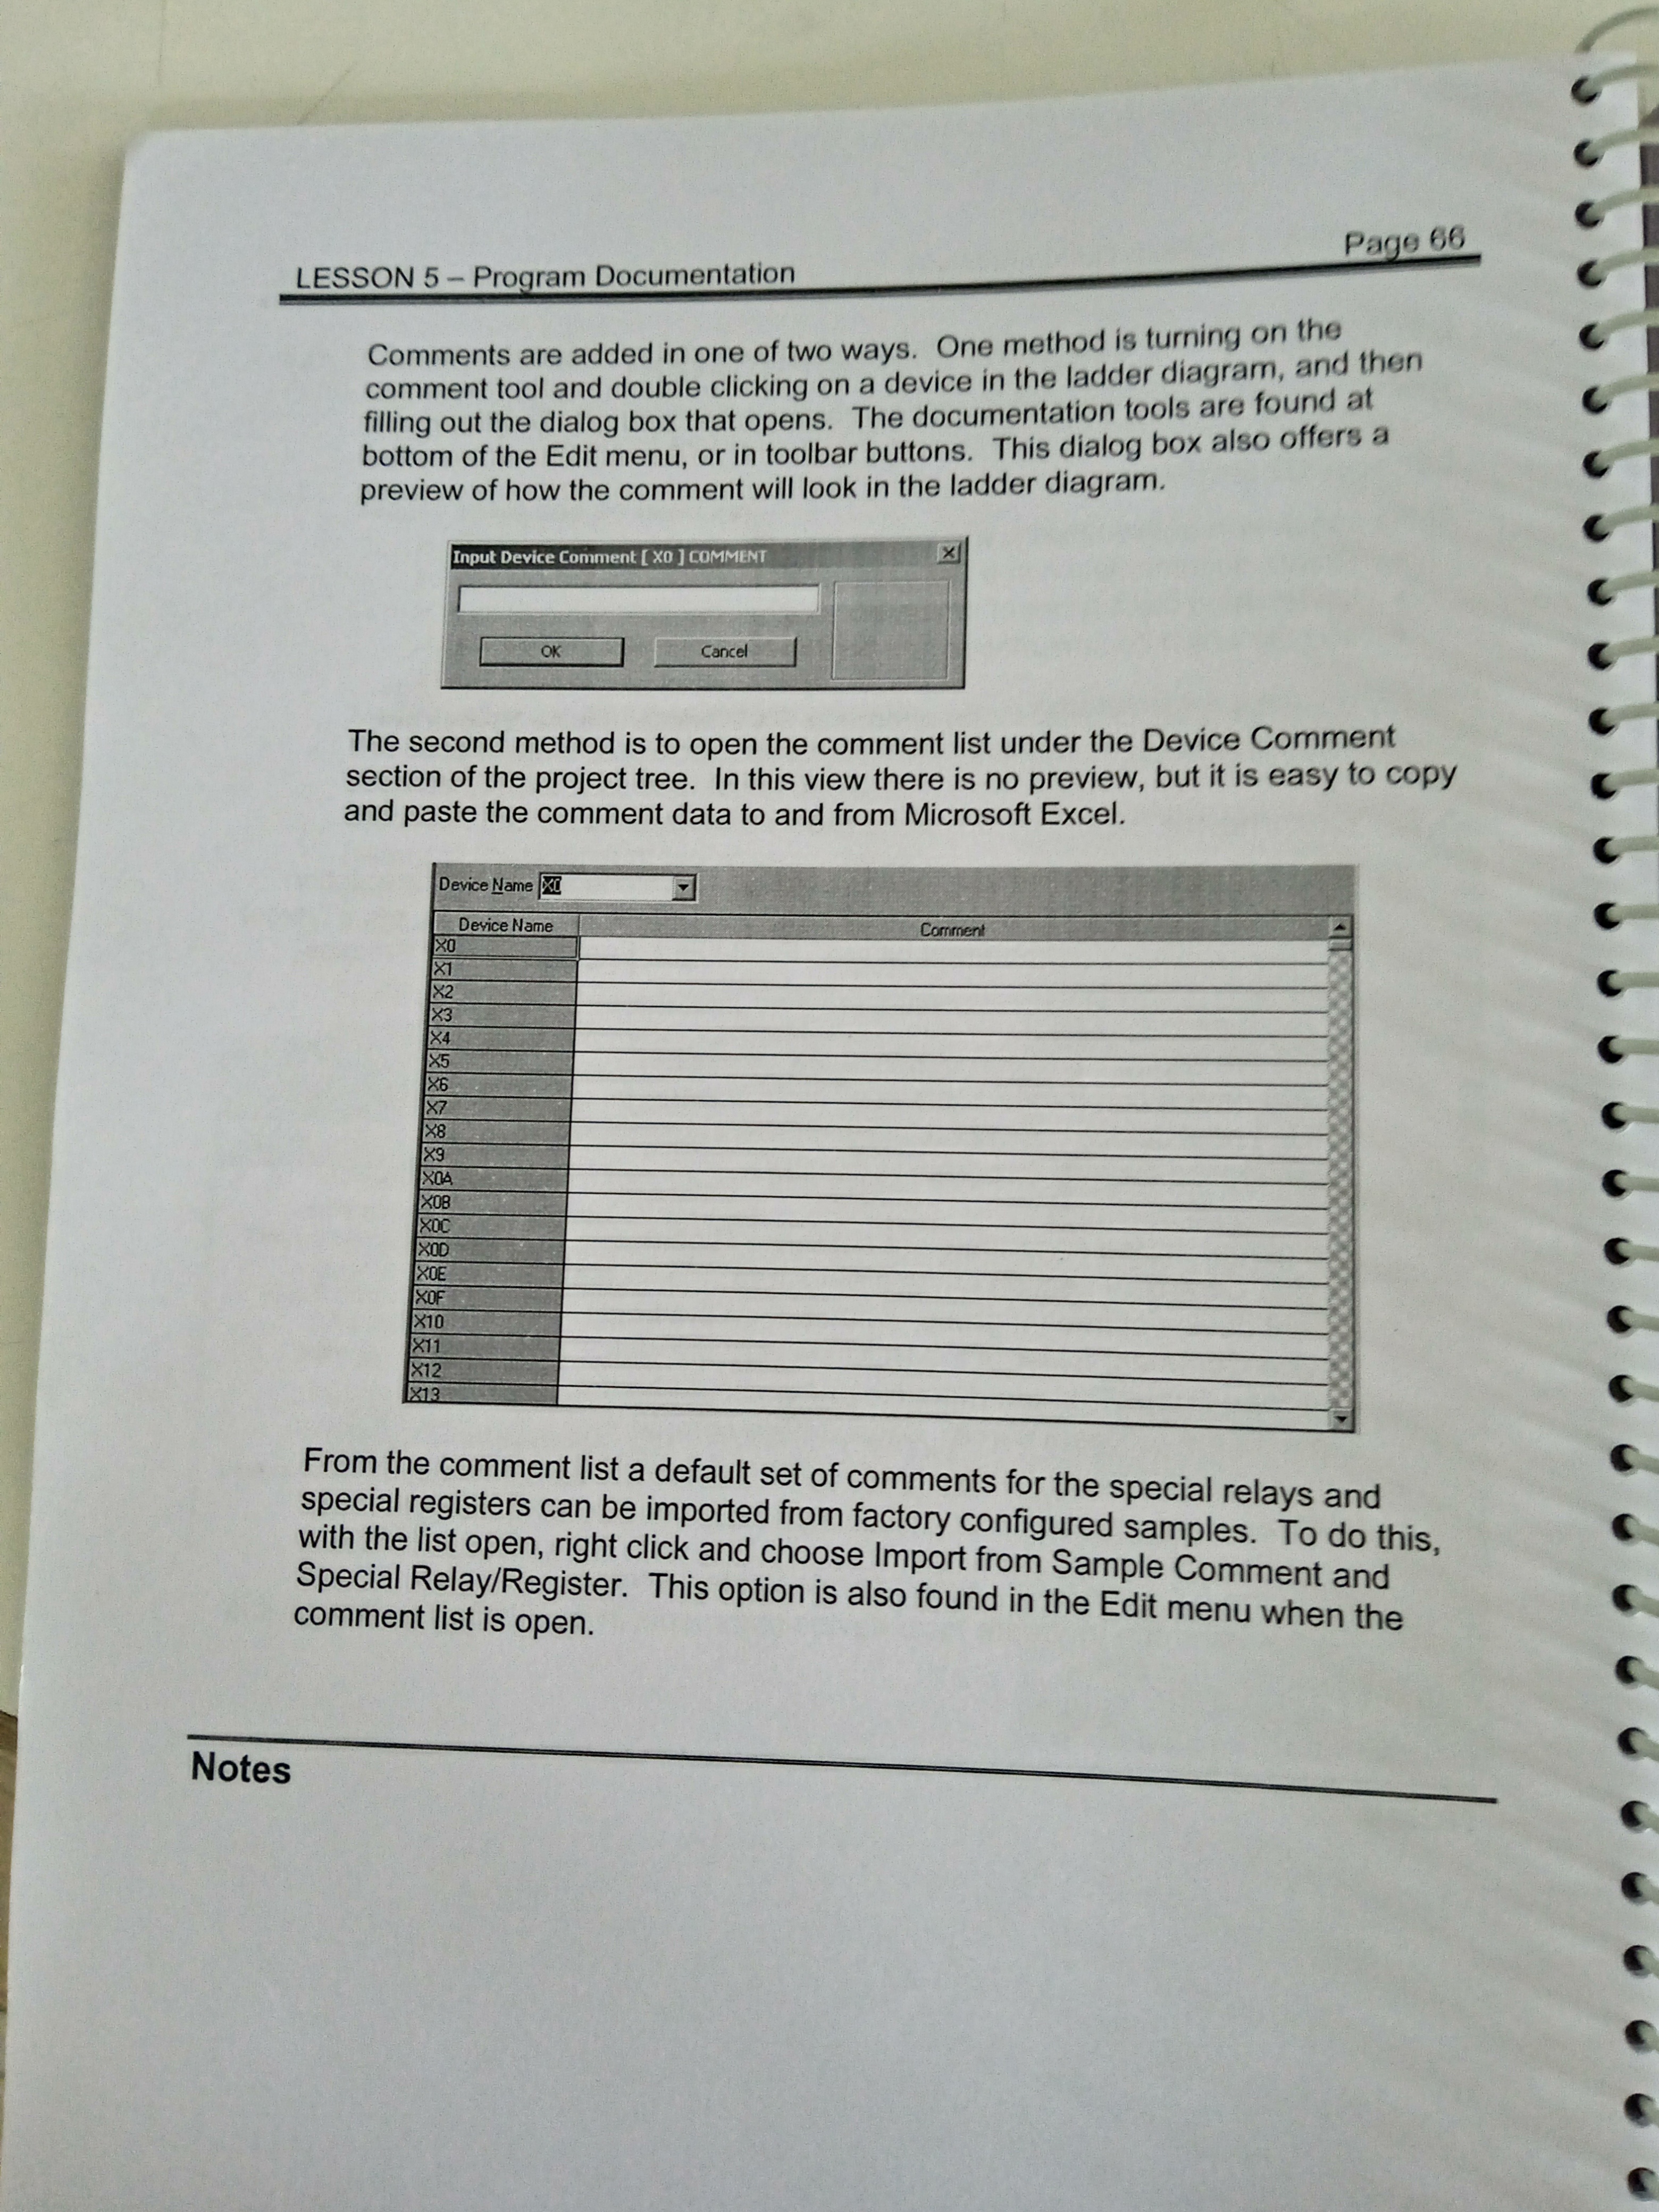 Page 66
LESSON 5 – Program Documentation
Comments are added in one of two ways. One method is turning on the
comment tool and double clicking on a device in the ladder diagram, and then
filling out the dialog box that opens. The documentation tools are found at
bottom of the Edit menu, or in toolbar buttons. This dialog box also offers a
preview of how the comment will look in the ladder diagram.
Input Device Comment [ X0 ] COMMENT
OK Cancel
The second method is to open the comment list under the Device Comment
section of the project tree. In this view there is no preview, but it is easy to copy
and paste the comment data to and from Microsoft Excel.
Device Name X0
Device Name Comment
X0
X1
X2
X3
X4
X5
X6
X7
X8
X9
X0A
X0B
X0C
X0D
X0E
X0F
X10
X11
X12
X13
From the comment list a default set of comments for the special relays and
special registers can be imported from factory configured samples. To do this,
with the list open, right click and choose Import from Sample Comment and
Special Relay/Register. This option is also found in the Edit menu when the
comment list is open.
Notes